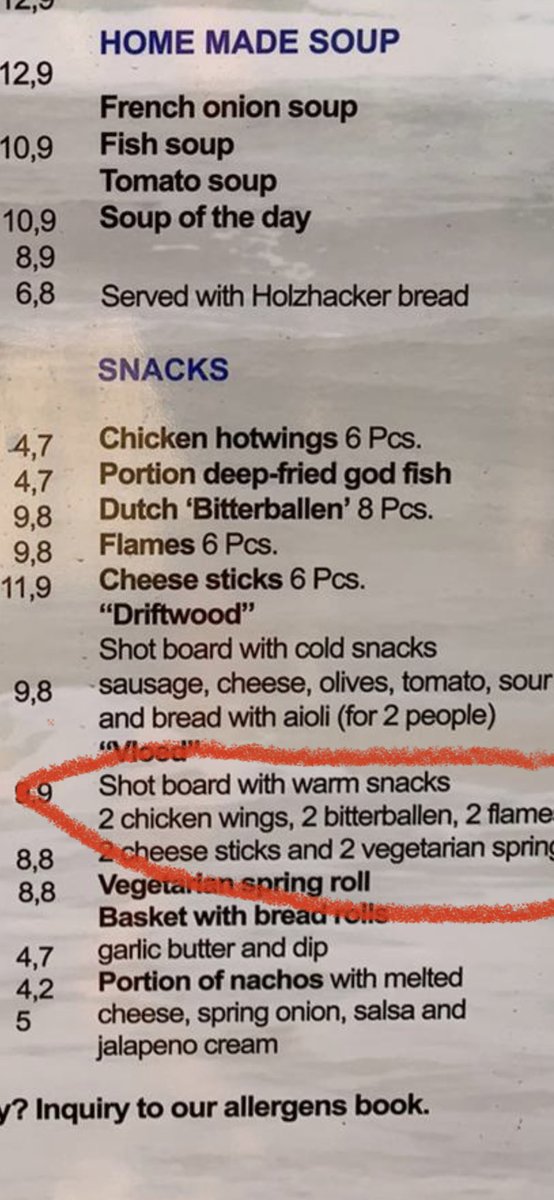 12,9
HOME MADE SOUP
12,9
French onion soup
10,9 Fish soup
Tomato soup
10,9 Soup of the day
8,9
6,8 Served with Holzhacker bread
SNACKS
4,7 Chicken hotwings 6 Pcs.
4,7 Portion deep-fried god fish
9,8 Dutch ‘Bitterballen’ 8 Pcs.
9,8 Flames 6 Pcs.
11,9 Cheese sticks 6 Pcs.
“Driftwood”
Shot board with cold snacks
9,8 sausage, cheese, olives, tomato, sour
and bread with aioli (for 2 people)
“Vloed”
,9 Shot board with warm snacks
2 chicken wings, 2 bitterballen, 2 flame
8,8 2 cheese sticks and 2 vegetarian spring
8,8 Vegetarian spring roll
Basket with bread rolls
4,7 garlic butter and dip
4,2 Portion of nachos with melted
5 cheese, spring onion, salsa and
jalapeno cream
y? Inquiry to our allergens book.